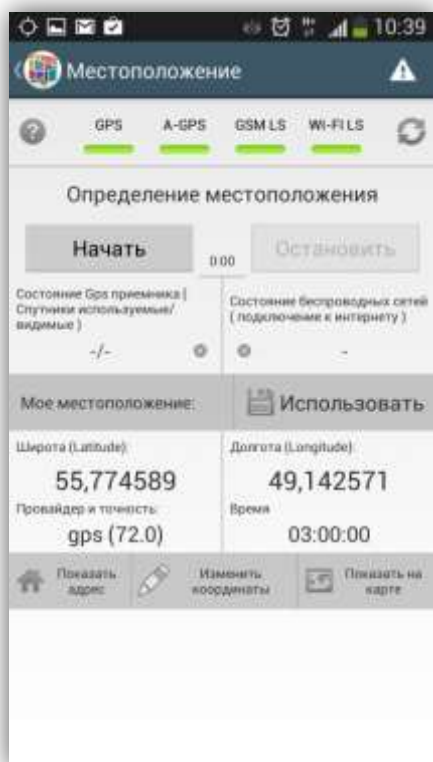 10:39
Местоположение
GPS A-GPS GSM LS WI-FI LS
Определение местоположения
Начать 0:00 Остановить
Состояние Gps приемника (
Спутники используемые/
видимые )
-/-
Состояние беспроводных сетей
( подключение к интернету )
-
Мое местоположение: Использовать
Широта (Latitude):
55,774589
Долгота (Longitude):
49,142571
Провайдер и точность:
gps (72.0)
Время
03:00:00
Показать
адрес
Изменить
координаты
Показать на
карте